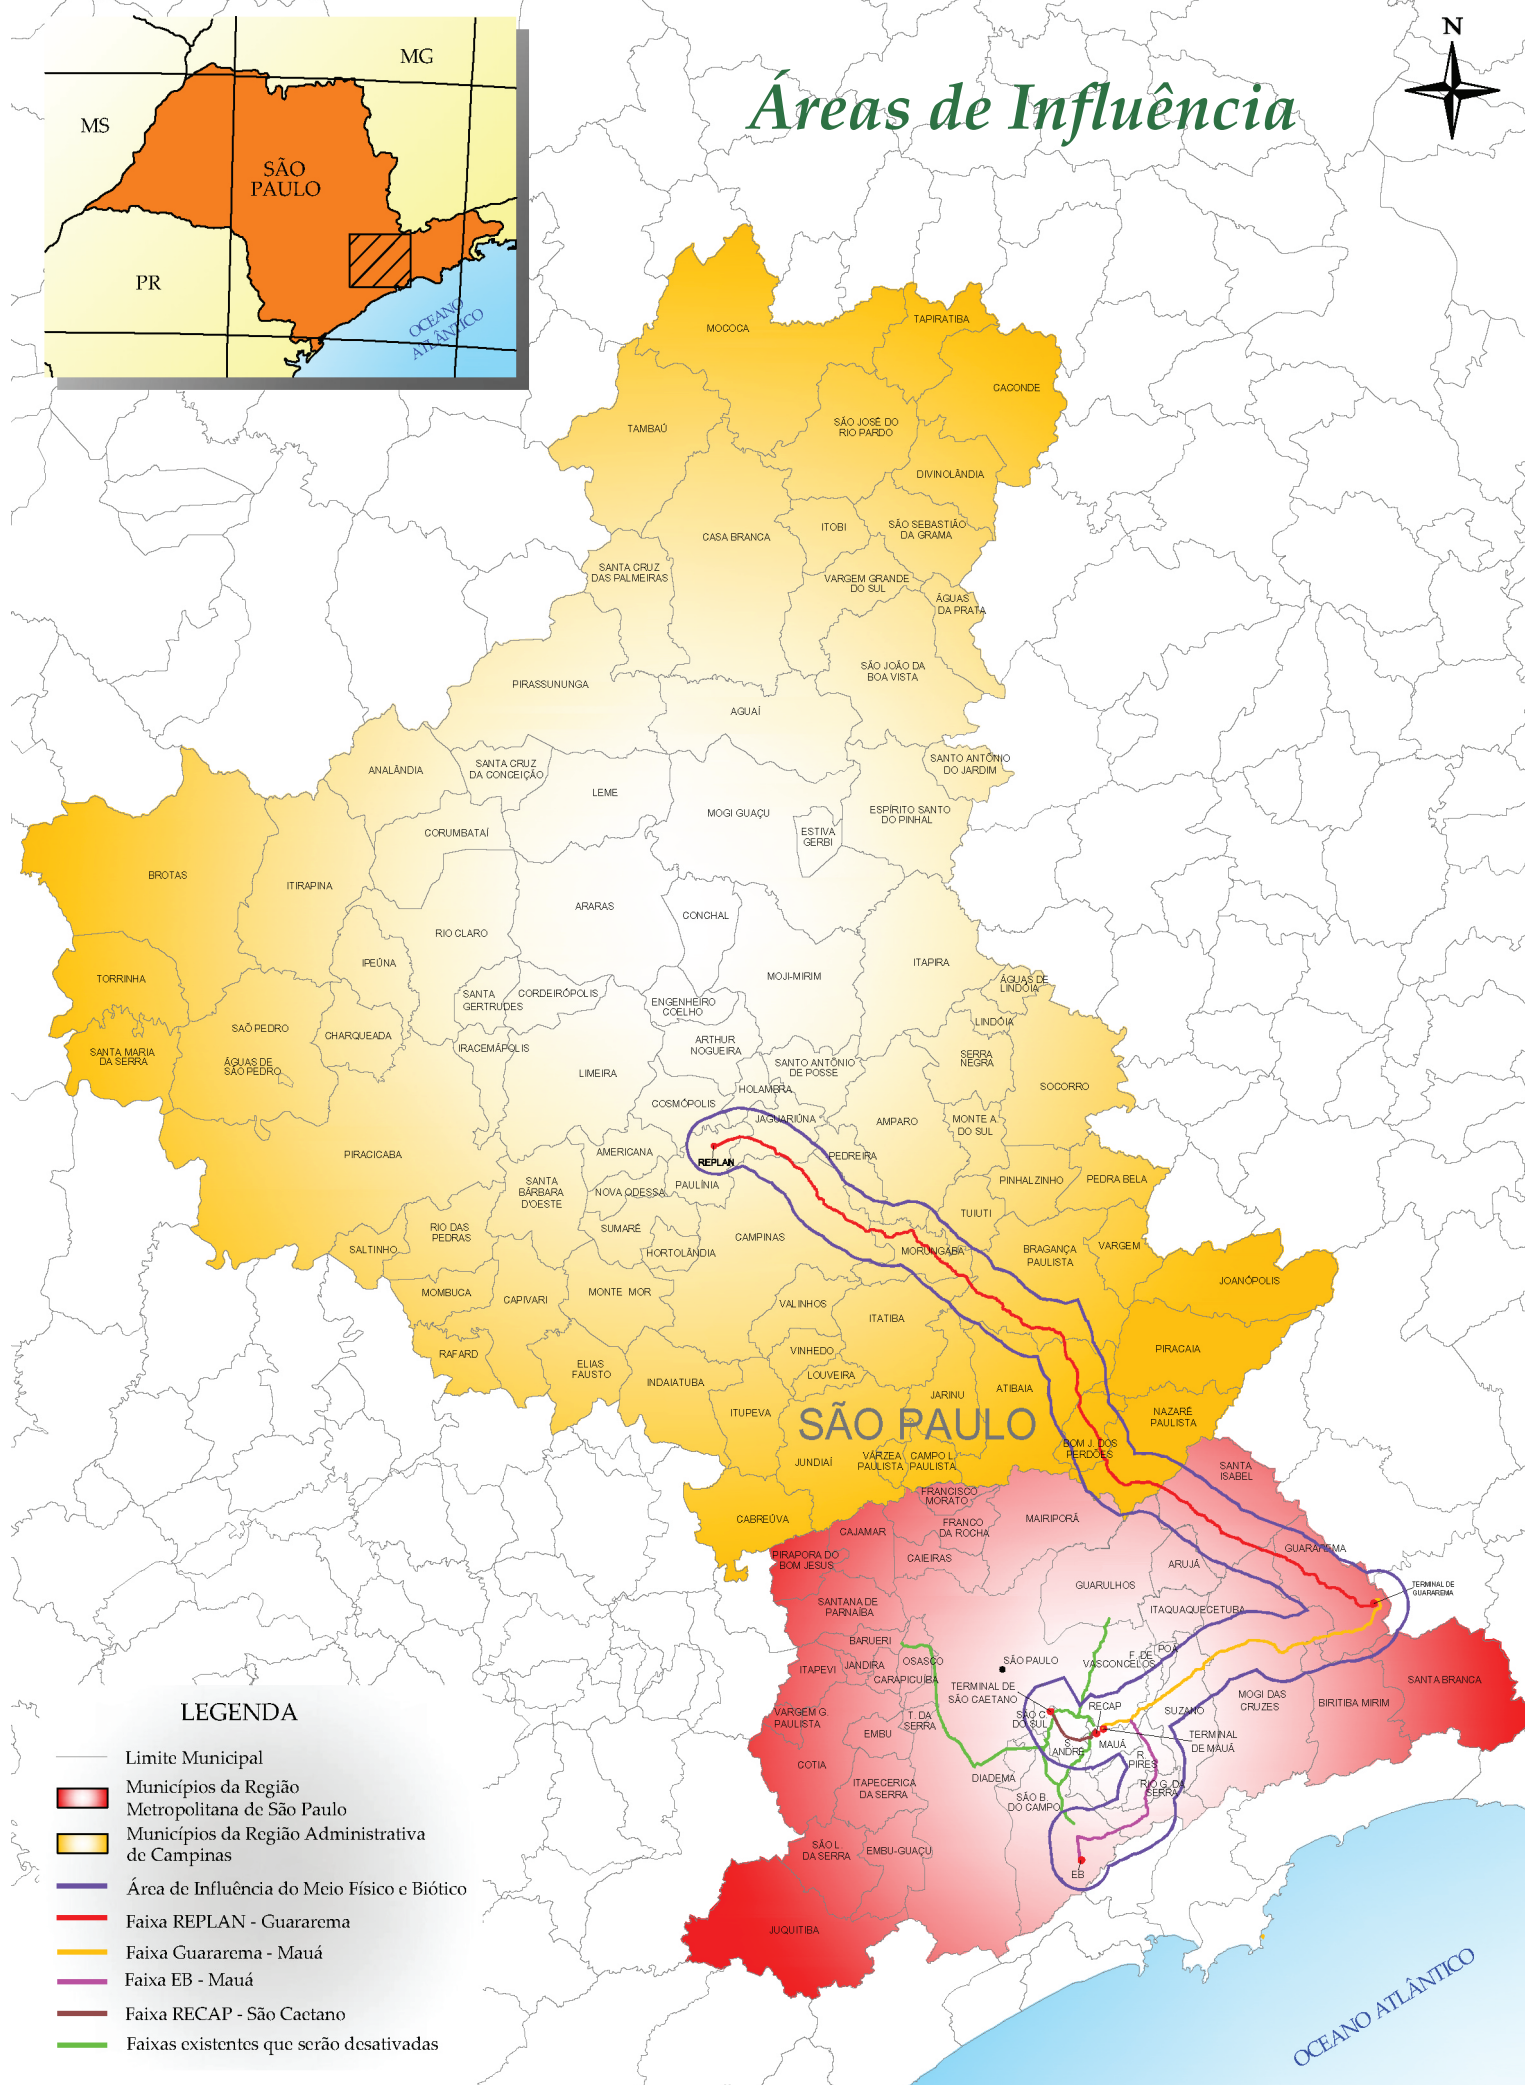 Áreas de Influência
N
MG
MS
SÃO
PAULO
PR
OCEANO
ATLÂNTICO
MOCOCA
TAPIRATIBA
CACONDE
TAMBAÚ
SÃO JOSÉ DO
RIO PARDO
DIVINOLÂNDIA
CASA BRANCA
ITOBI
SÃO SEBASTIÃO
DA GRAMA
SANTA CRUZ
DAS PALMEIRAS
VARGEM GRANDE
DO SUL
ÁGUAS
DA PRATA
PIRASSUNUNGA
SÃO JOÃO DA
BOA VISTA
AGUAÍ
ANALÂNDIA
SANTA CRUZ
DA CONCEIÇÃO
SANTO ANTÔNIO
DO JARDIM
LEME
MOGI GUAÇU
ESPÍRITO SANTO
DO PINHAL
CORUMBATAÍ
ESTIVA
GERBI
BROTAS
ITIRAPINA
ARARAS
CONCHAL
RIO CLARO
IPEÚNA
MOJI-MIRIM
ITAPIRA
TORRINHA
SANTA
GERTRUDES
CORDEIRÓPOLIS
ENGENHEIRO
COELHO
ÁGUAS DE
LINDÓIA
LINDÓIA
SAÕ PEDRO
CHARQUEADA
SANTA MARIA
DA SERRA
ÁGUAS DE
SÃO PEDRO
IRACEMÁPOLIS
ARTHUR
NOGUEIRA
SANTO ANTÔNIO
DE POSSE
SERRA
NEGRA
LIMEIRA
SOCORRO
HOLAMBRA
COSMÓPOLIS
JAGUARIÚNA
AMPARO
MONTE A.
DO SUL
PIRACICABA
AMERICANA
REPLAN
PEDREIRA
SANTA
BÁRBARA
D'OESTE
NOVA ODESSA
PAULÍNIA
PINHALZINHO
PEDRA BELA
RIO DAS
PEDRAS
SUMARÉ
TUIUTI
SALTINHO
HORTOLÂNDIA
CAMPINAS
MORUNGABA
BRAGANÇA
PAULISTA
VARGEM
JOANÓPOLIS
MOMBUCA
CAPIVARI
MONTE MOR
VALINHOS
ITATIBA
RAFARD
ELIAS
FAUSTO
VINHEDO
PIRACAIA
INDAIATUBA
LOUVEIRA
JARINU
ATIBAIA
ITUPEVA
SÃO PAULO
NAZARÉ
PAULISTA
BOM J. DOS
PERDÕES
JUNDIAÍ
VÁRZEA
PAULISTA
CAMPO L.
PAULISTA
SANTA
ISABEL
FRANCISCO
MORATO
CABREÚVA
CAJAMAR
FRANCO
DA ROCHA
MAIRIPORÃ
PIRAPORA DO
BOM JESUS
CAIEIRAS
ARUJÁ
GUARAREMA
GUARULHOS
TERMINAL DE
GUARAREMA
SANTANA DE
PARNAÍBA
ITAQUAQUECETUBA
BARUERI
OSASCO
SÃO PAULO
F. DE
VASCONCELOS
POÁ
ITAPEVI
JANDIRA
CARAPICUÍBA
TERMINAL DE
SÃO CAETANO
SANTA BRANCA
VARGEM G.
PAULISTA
T. DA
SERRA
SÃO C.
DO SUL
RECAP
SUZANO
MOGI DAS
CRUZES
BIRITIBA MIRIM
EMBU
S.
ANDRÉ
MAUÁ
TERMINAL
DE MAUÁ
COTIA
R.
PIRES
ITAPECERICA
DA SERRA
DIADEMA
RIO G. DA
SERRA
SÃO B.
DO CAMPO
SÃO L.
DA SERRA
EMBU-GUAÇU
EB
JUQUITIBA
OCEANO ATLÂNTICO
LEGENDA
Limite Municipal
Municípios da Região
Metropolitana de São Paulo
Municípios da Região Administrativa
de Campinas
Área de Influência do Meio Físico e Biótico
Faixa REPLAN - Guararema
Faixa Guararema - Mauá
Faixa EB - Mauá
Faixa RECAP - São Caetano
Faixas existentes que serão desativadas